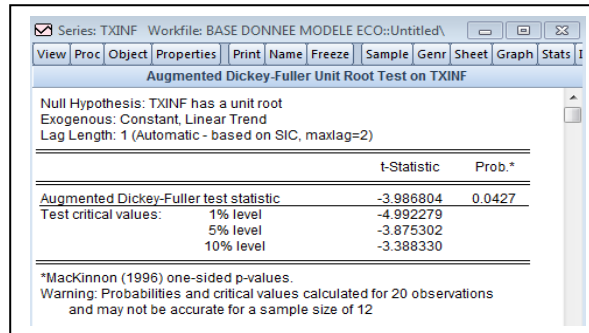 Series: TXINF Workfile: BASE DONNEE MODELE ECO::Untitled\
View Proc Object Properties Print Name Freeze Sample Genr Sheet Graph Stats
Augmented Dickey-Fuller Unit Root Test on TXINF
Null Hypothesis: TXINF has a unit root
Exogenous: Constant, Linear Trend
Lag Length: 1 (Automatic - based on SIC, maxlag=2)
t-Statistic Prob.*
Augmented Dickey-Fuller test statistic -3.986804 0.0427
Test critical values: 1% level -4.992279
5% level -3.875302
10% level -3.388330
*MacKinnon (1996) one-sided p-values.
Warning: Probabilities and critical values calculated for 20 observations
and may not be accurate for a sample size of 12